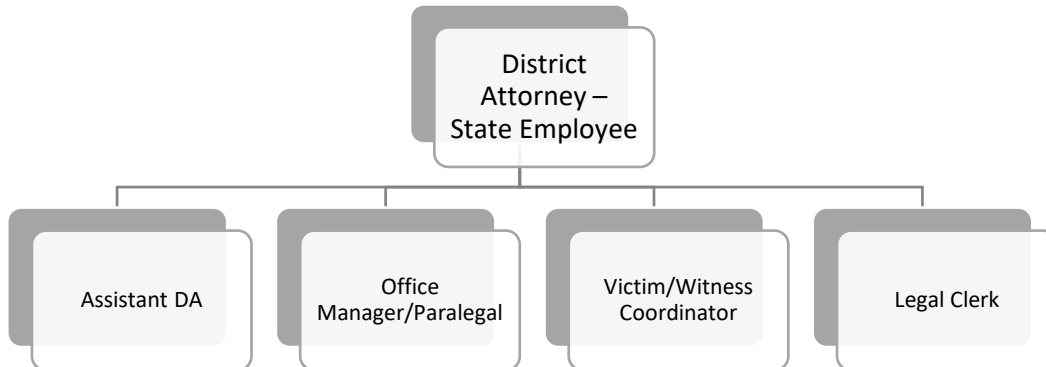 District
Attorney –
State Employee
Assistant DA
Office
Manager/Paralegal
Victim/Witness
Coordinator
Legal Clerk